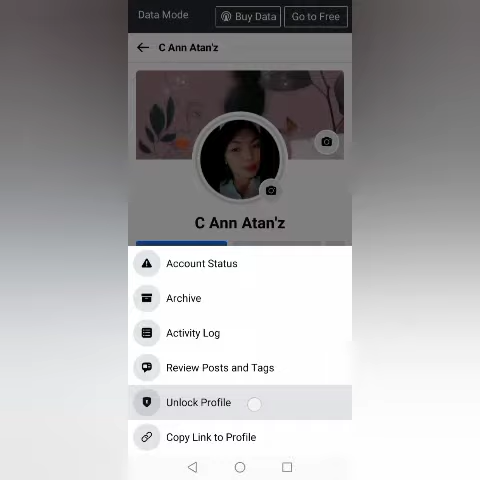 Data Mode
Buy Data
Go to Free
C Ann Atan'z
C Ann Atan'z
Account Status
Archive
Activity Log
Review Posts and Tags
Unlock Profile
Copy Link to Profile